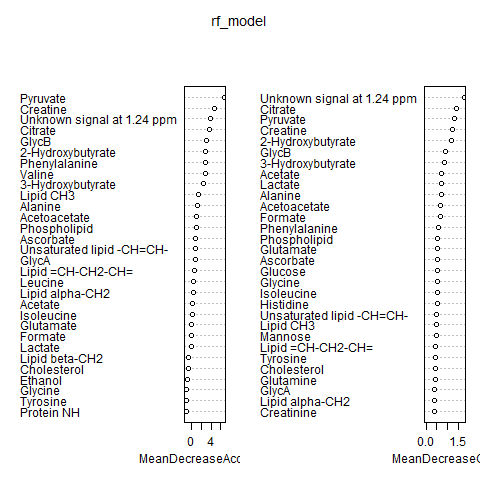 rf_model
Pyruvate
Creatine
Unknown signal at 1.24 ppm
Citrate
GlycB
2-Hydroxybutyrate
Phenylalanine
Valine
3-Hydroxybutyrate
Lipid CH3
Alanine
Acetoacetate
Phospholipid
Ascorbate
Unsaturated lipid -CH=CH-
GlycA
Lipid =CH-CH2-CH=
Leucine
Lipid alpha-CH2
Acetate
Isoleucine
Glutamate
Formate
Lactate
Lipid beta-CH2
Cholesterol
Ethanol
Glycine
Tyrosine
Protein NH
0 4
MeanDecreaseAcc
Unknown signal at 1.24 ppm
Citrate
Pyruvate
Creatine
2-Hydroxybutyrate
GlycB
3-Hydroxybutyrate
Acetate
Lactate
Alanine
Acetoacetate
Formate
Phenylalanine
Phospholipid
Glutamate
Ascorbate
Glucose
Glycine
Isoleucine
Histidine
Unsaturated lipid -CH=CH-
Lipid CH3
Mannose
Lipid =CH-CH2-CH=
Tyrosine
Cholesterol
Glutamine
GlycA
Lipid alpha-CH2
Creatinine
0.0 1.5
MeanDecreaseG